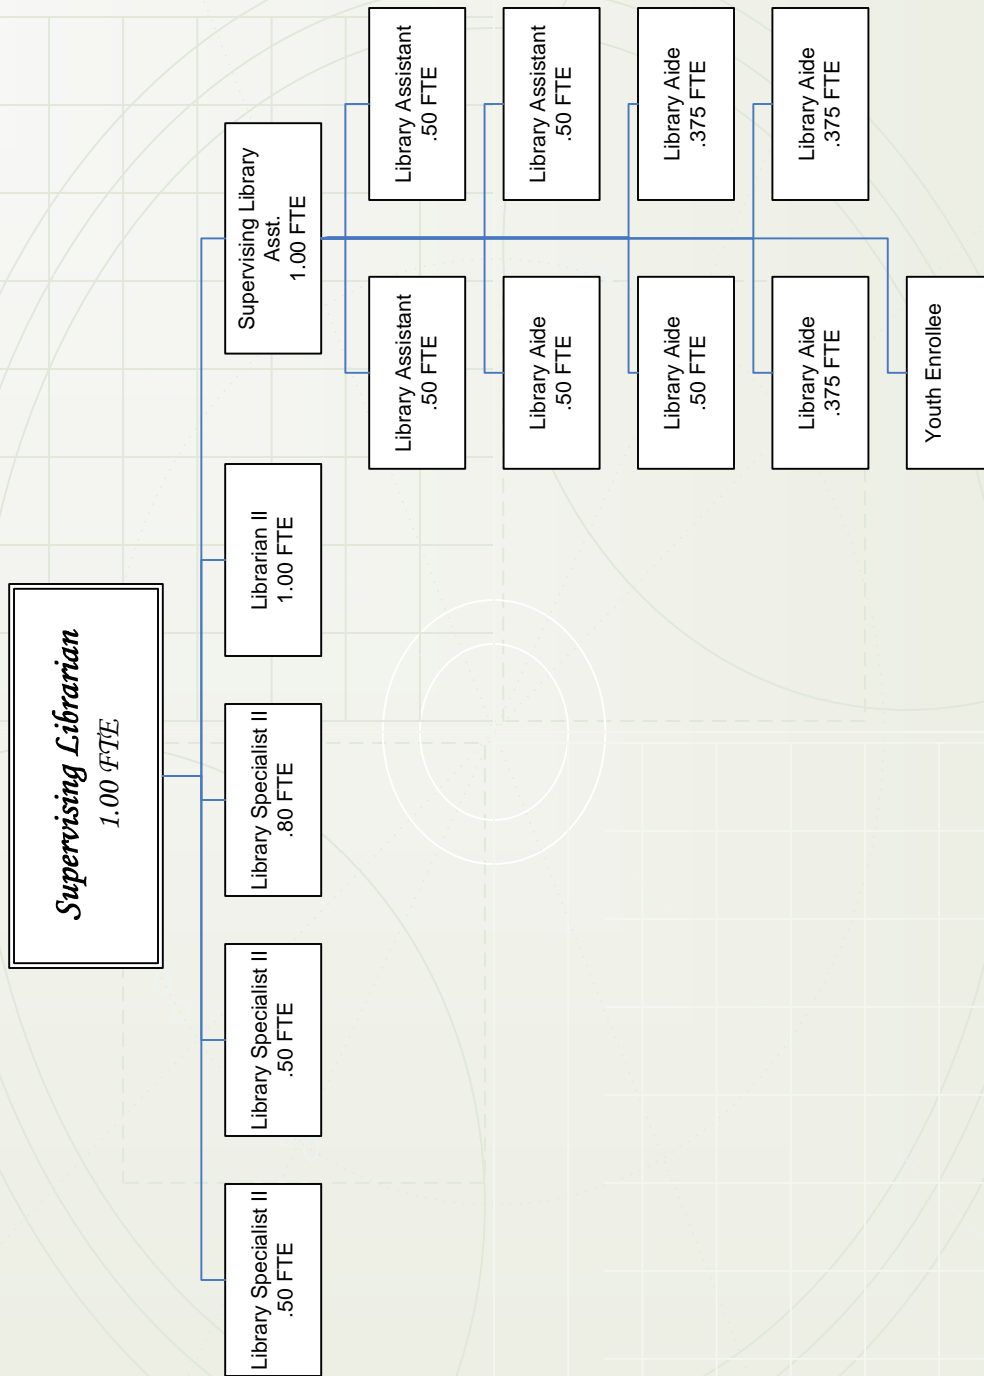 Supervising Librarian
1.00 FTE
Library Specialist II
.50 FTE
Library Specialist II
.50 FTE
Library Specialist II
.80 FTE
Librarian II
1.00 FTE
Supervising Library
Asst.
1.00 FTE
Library Assistant
.50 FTE
Library Assistant
.50 FTE
Library Aide
.50 FTE
Library Assistant
.50 FTE
Library Aide
.50 FTE
Library Aide
.375 FTE
Library Aide
.375 FTE
Library Aide
.375 FTE
Youth Enrollee